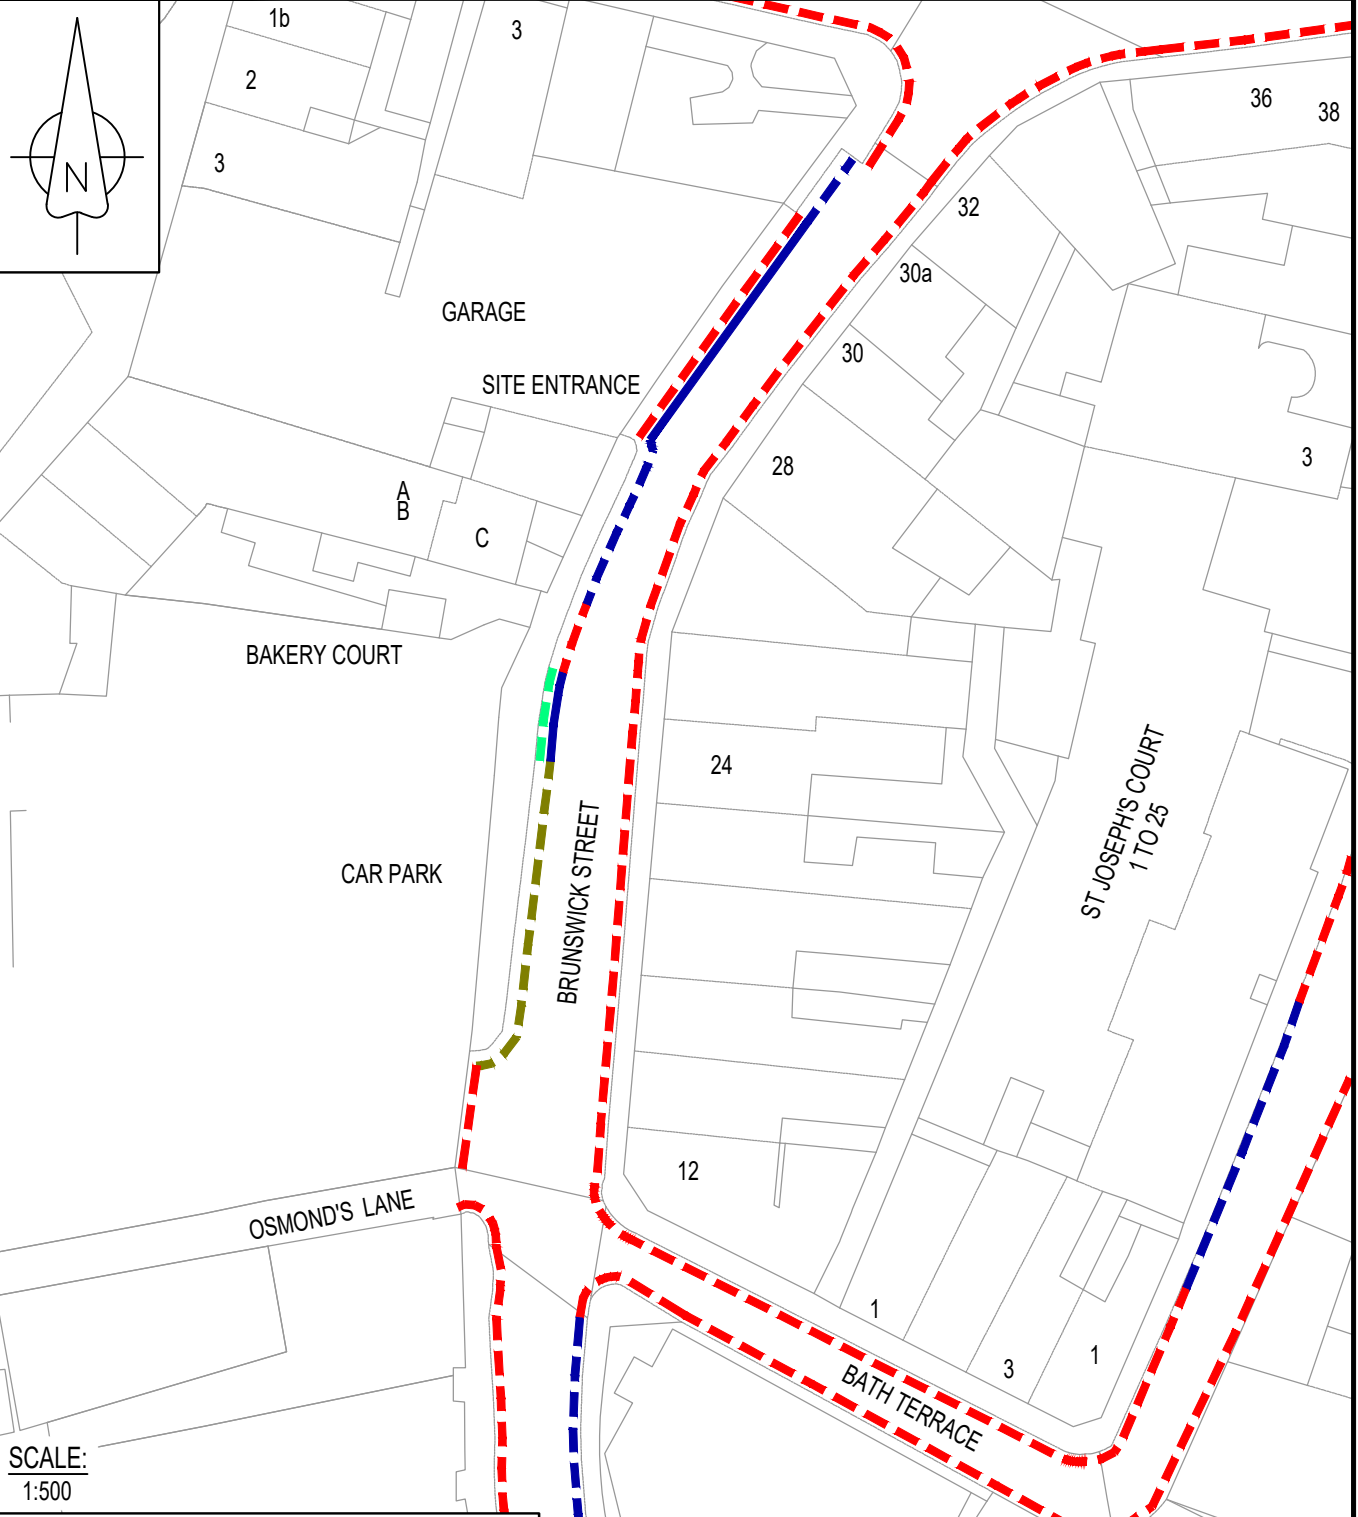 1b
3
2
36
38
3
N
32
30a
GARAGE
30
SITE ENTRANCE
28
3
A
B
C
BAKERY COURT
24
ST JOSEPH'S COURT
1 TO 25
CAR PARK
BRUNSWICK STREET
12
OSMOND'S LANE
1
1
3
BATH TERRACE
SCALE:
1:500